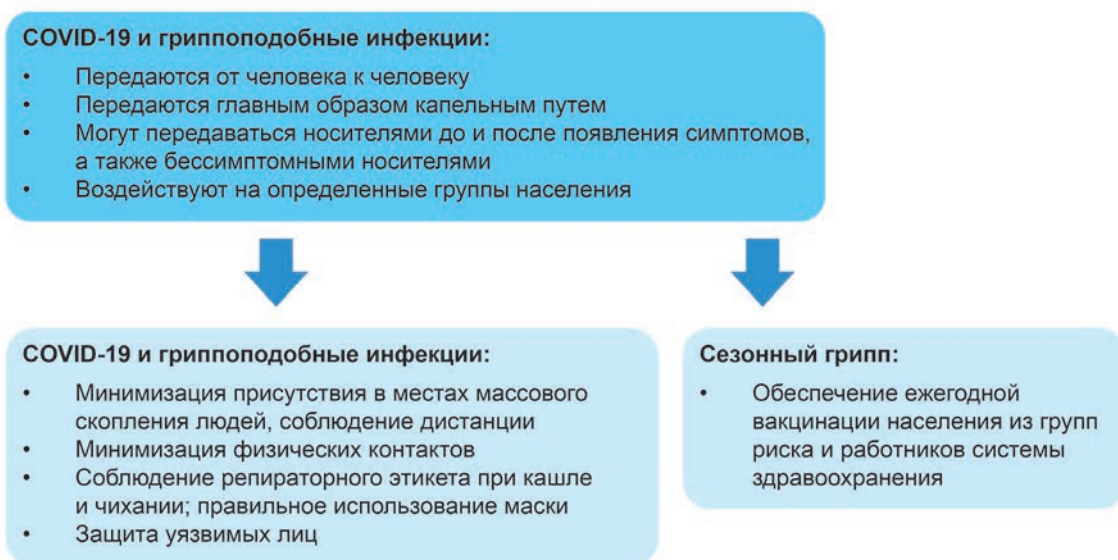 COVID-19 и гриппоподобные инфекции:
• Передаются от человека к человеку
• Передаются главным образом капельным путем
• Могут передаваться носителями до и после появления симптомов,
а также бессимптомными носителями
• Воздействуют на определенные группы населения
COVID-19 и гриппоподобные инфекции:
• Минимизация присутствия в местах массового
скопления людей, соблюдение дистанции
• Минимизация физических контактов
• Соблюдение репираторного этикета при кашле
и чихании; правильное использование маски
• Защита уязвимых лиц
Сезонный грипп:
• Обеспечение ежегодной
вакцинации населения из групп
риска и работников системы
здравоохранения